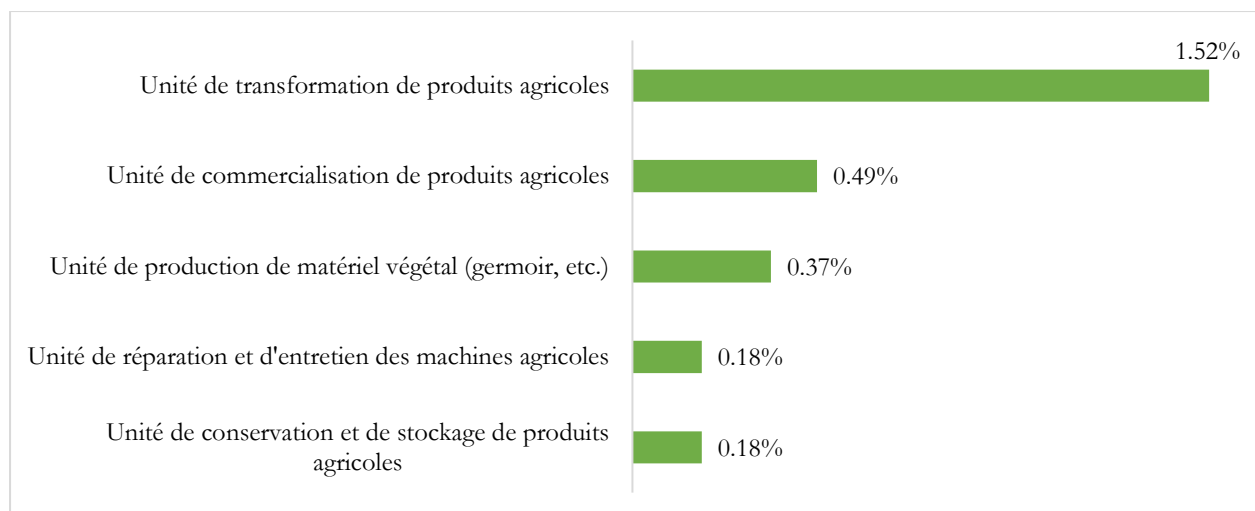 1.52%
Unité de transformation de produits agricoles
Unité de commercialisation de produits agricoles
0.49%
Unité de production de matériel végétal (germoir, etc.)
0.37%
Unité de réparation et d'entretien des machines agricoles
0.18%
Unité de conservation et de stockage de produits
agricoles
0.18%